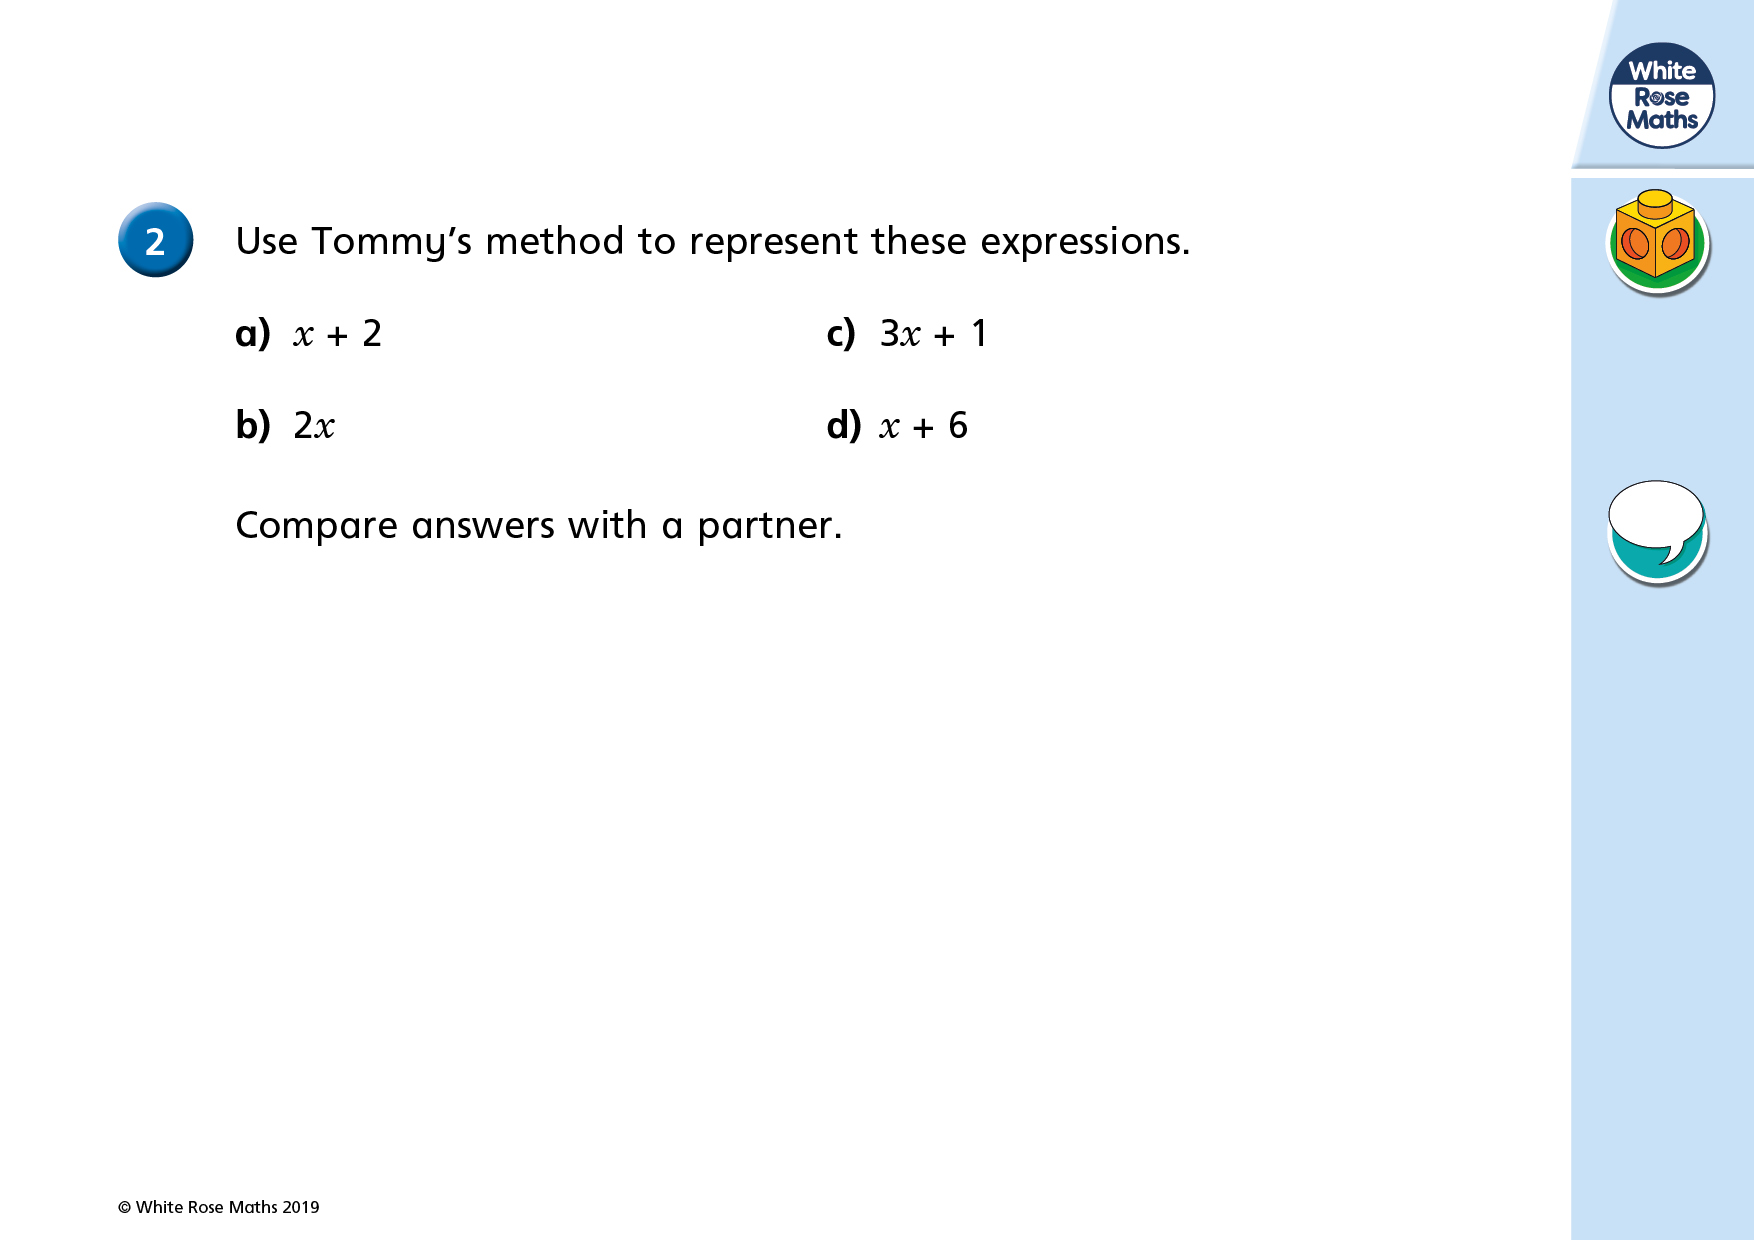 White
Rose
Maths
2 Use Tommy's method to represent these expressions.
a) x + 2 c) 3x + 1
b) 2x d) x + 6
Compare answers with a partner.
© White Rose Maths 2019